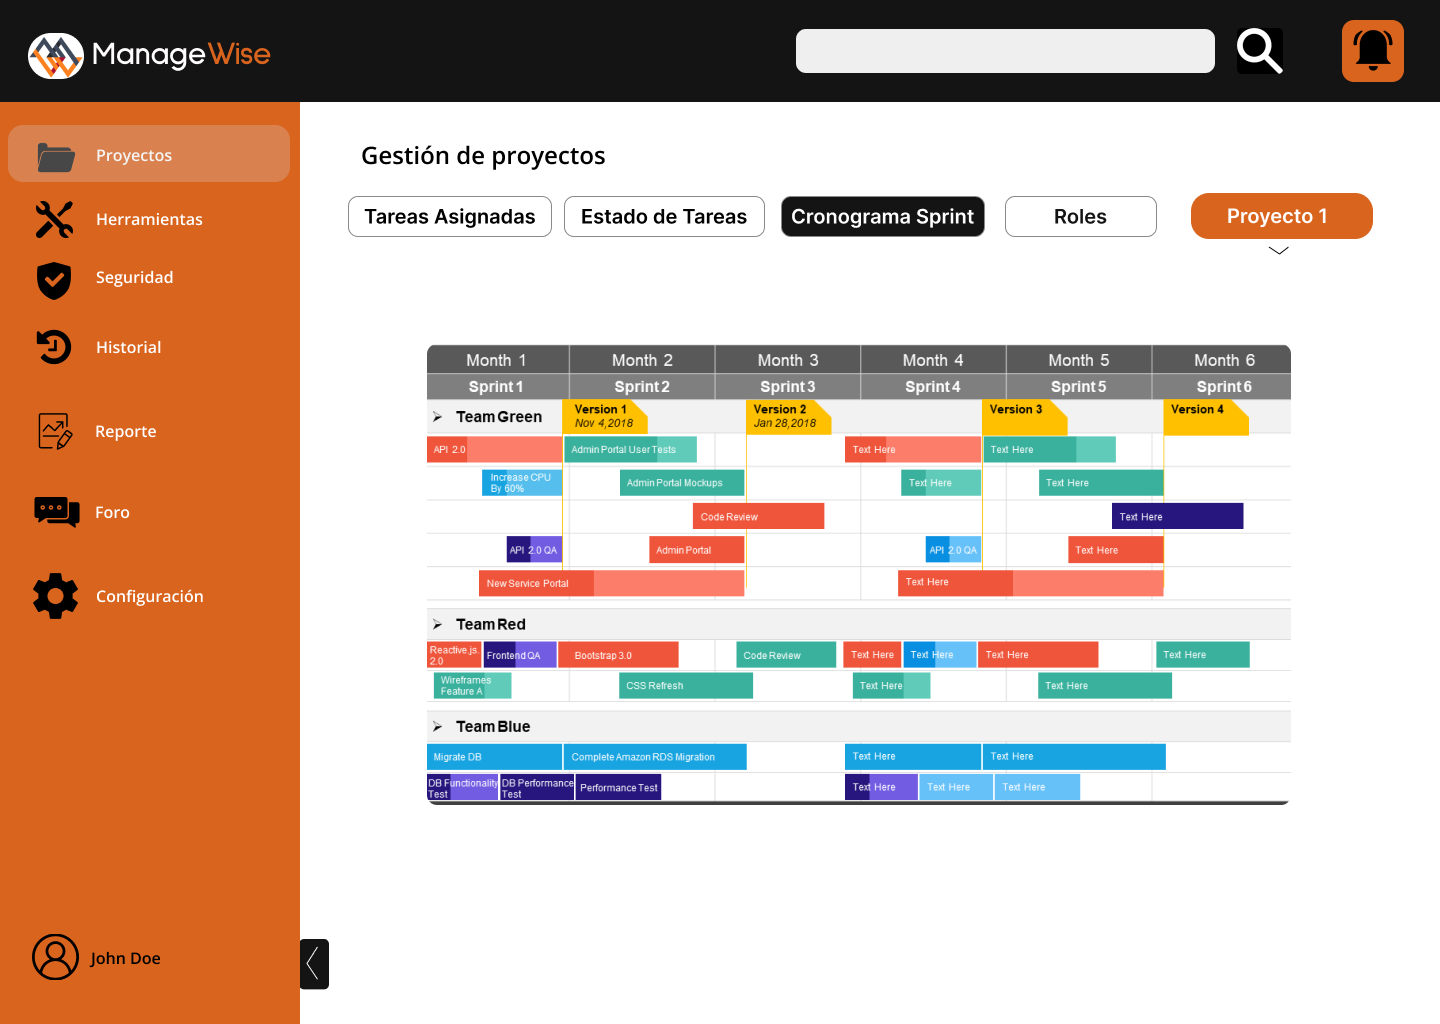 ManageWise
Proyectos
Herramientas
Seguridad
Historial
Reporte
Foro
Configuración
John Doe
Gestión de proyectos
Tareas Asignadas
Estado de Tareas
Cronograma Sprint
Roles
Proyecto 1
Month 1 Month 2 Month 3 Month 4 Month 5 Month 6
Sprint 1 Sprint 2 Sprint 3 Sprint 4 Sprint 5 Sprint 6
Team Green
Version 1
Nov 4,2018
Version 2
Jan 28,2018
Version 3
Version 4
API 2.0 Admin Portal User Tests Text Here Text Here
Increase CPU
By 60%
Admin Portal Mockups Text Here Text Here
Code Review Text Here
API 2.0 QA Admin Portal API 2.0 QA Text Here
New Service Portal Text Here
Team Red
Reactive.js.
2.0
Frontend QA Bootstrap 3.0 Code Review Text Here Text Here Text Here Text Here
Wireframes
Feature A
CSS Refresh Text Here Text Here
Team Blue
Migrate DB Complete Amazon RDS Migration Text Here Text Here
DB Functionality
Test
DB Performance
Test
Performance Test Text Here Text Here Text Here